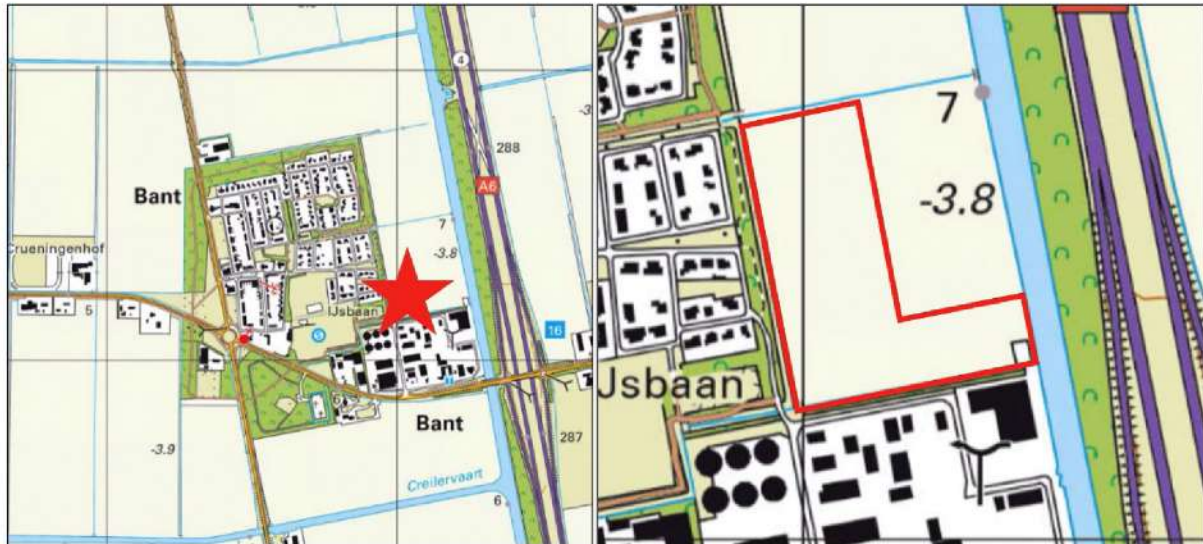 4
288
Bant
A6
7
-3.8
Crueningenhof
IJsbaan
5
16
Bant
287
-3.9
Creilervaart
6
7
-3.8
IJsbaan